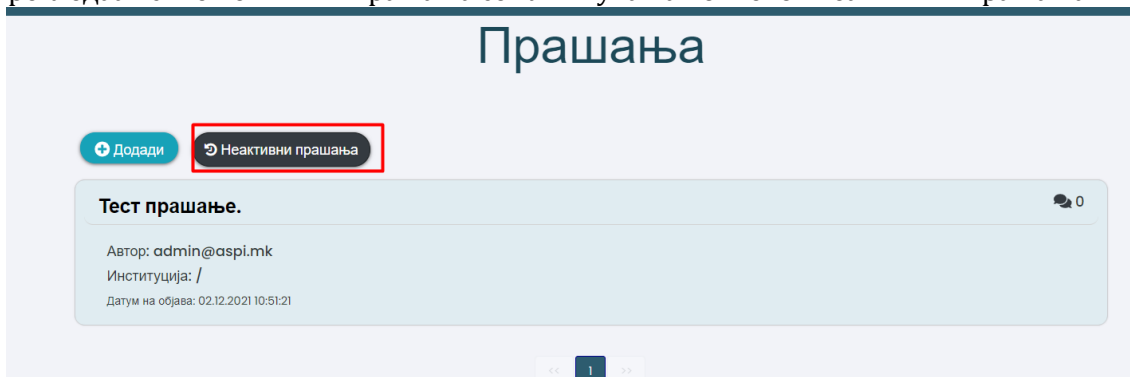 Прашања
Додади
Неактивни прашања
Тест прашање.
0
Автор: admin@aspi.mk
Институција: /
Датум на објава: 02.12.2021 10:51:21
<< 1 >>